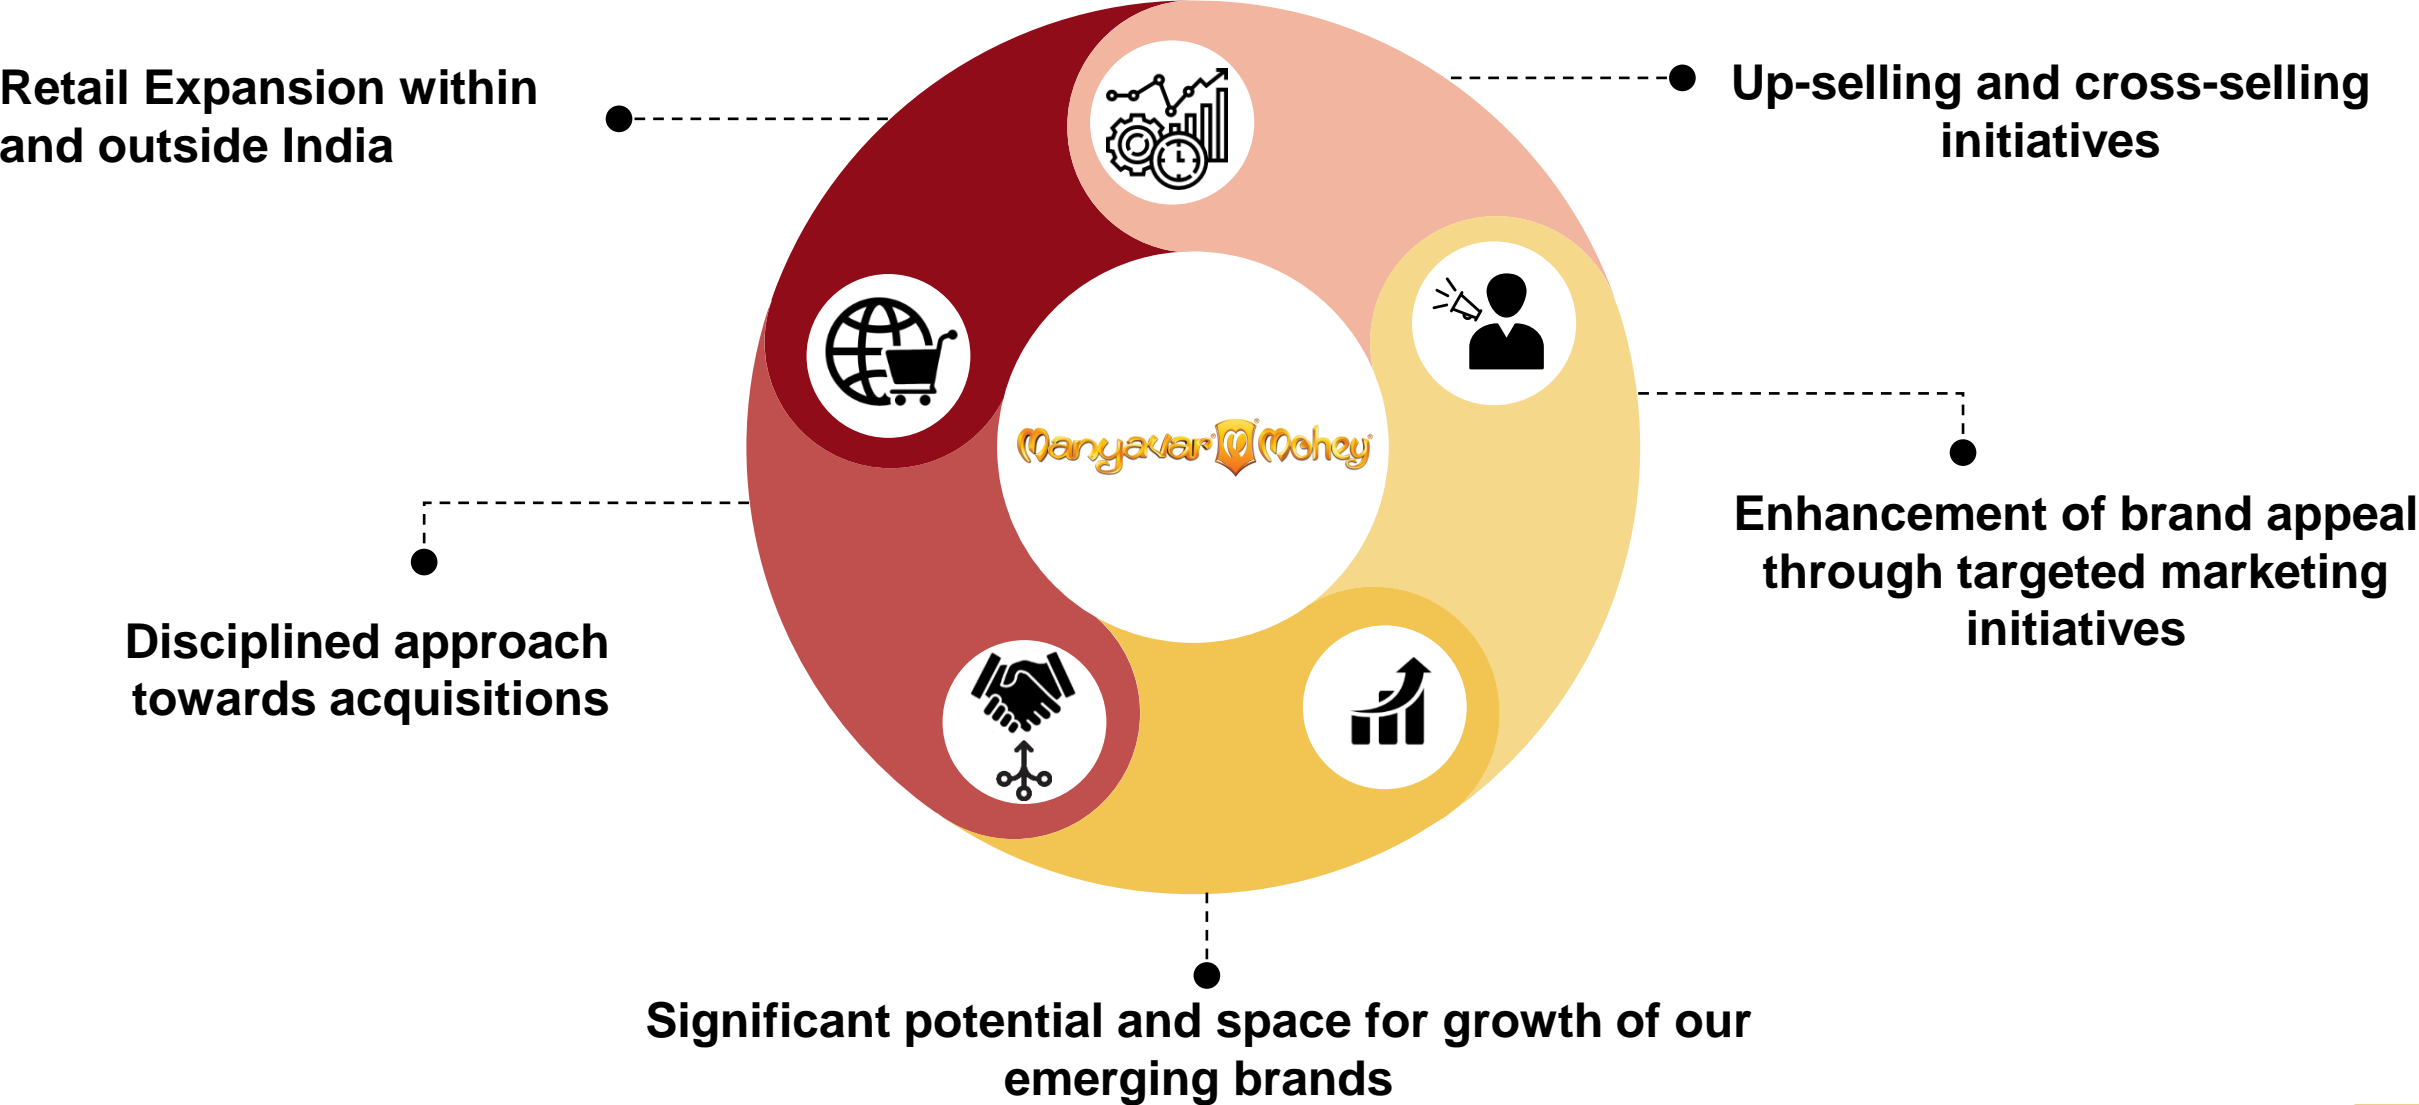 Retail Expansion within
and outside India
Up-selling and cross-selling
initiatives
Manyavar Mohey
Enhancement of brand appeal
through targeted marketing
initiatives
Disciplined approach
towards acquisitions
Significant potential and space for growth of our
emerging brands